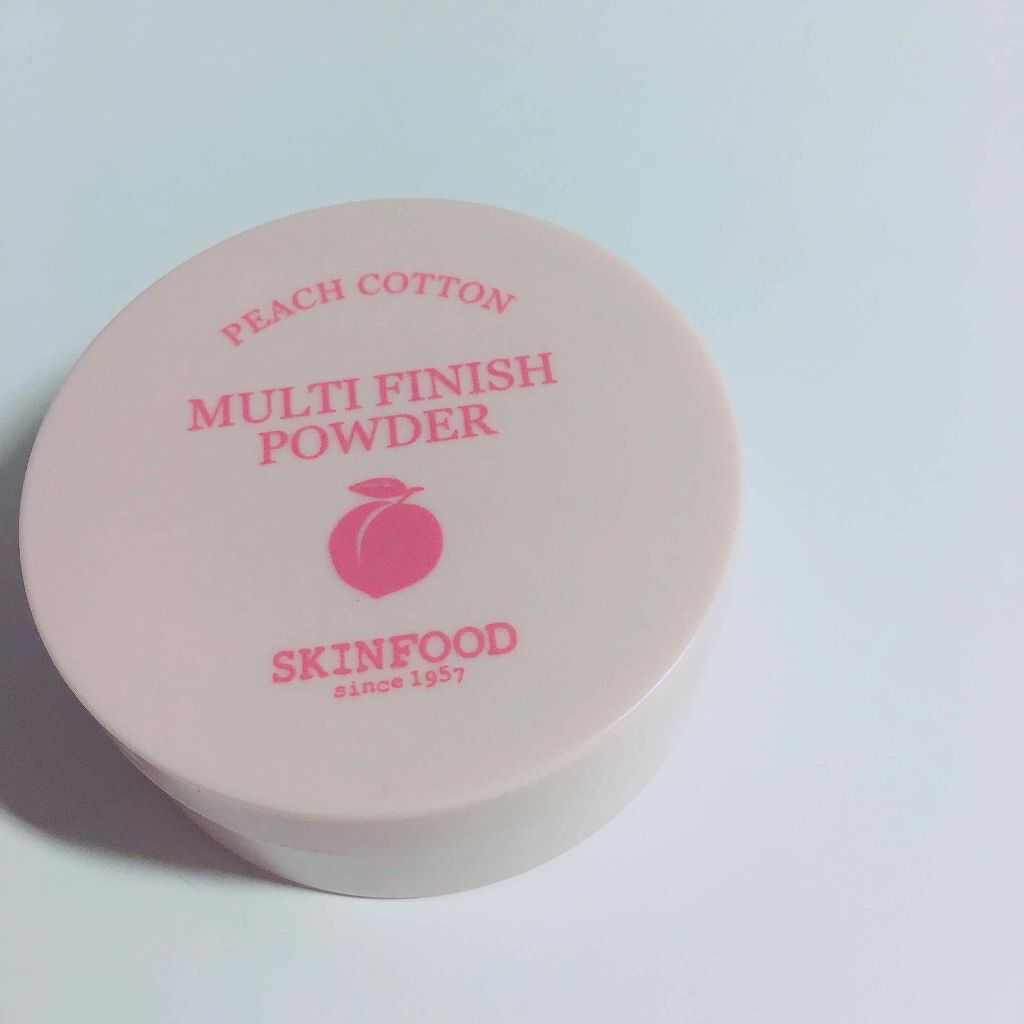 PEACH COTTON
MULTI FINISH
POWDER
SKINFOOD
since 1957